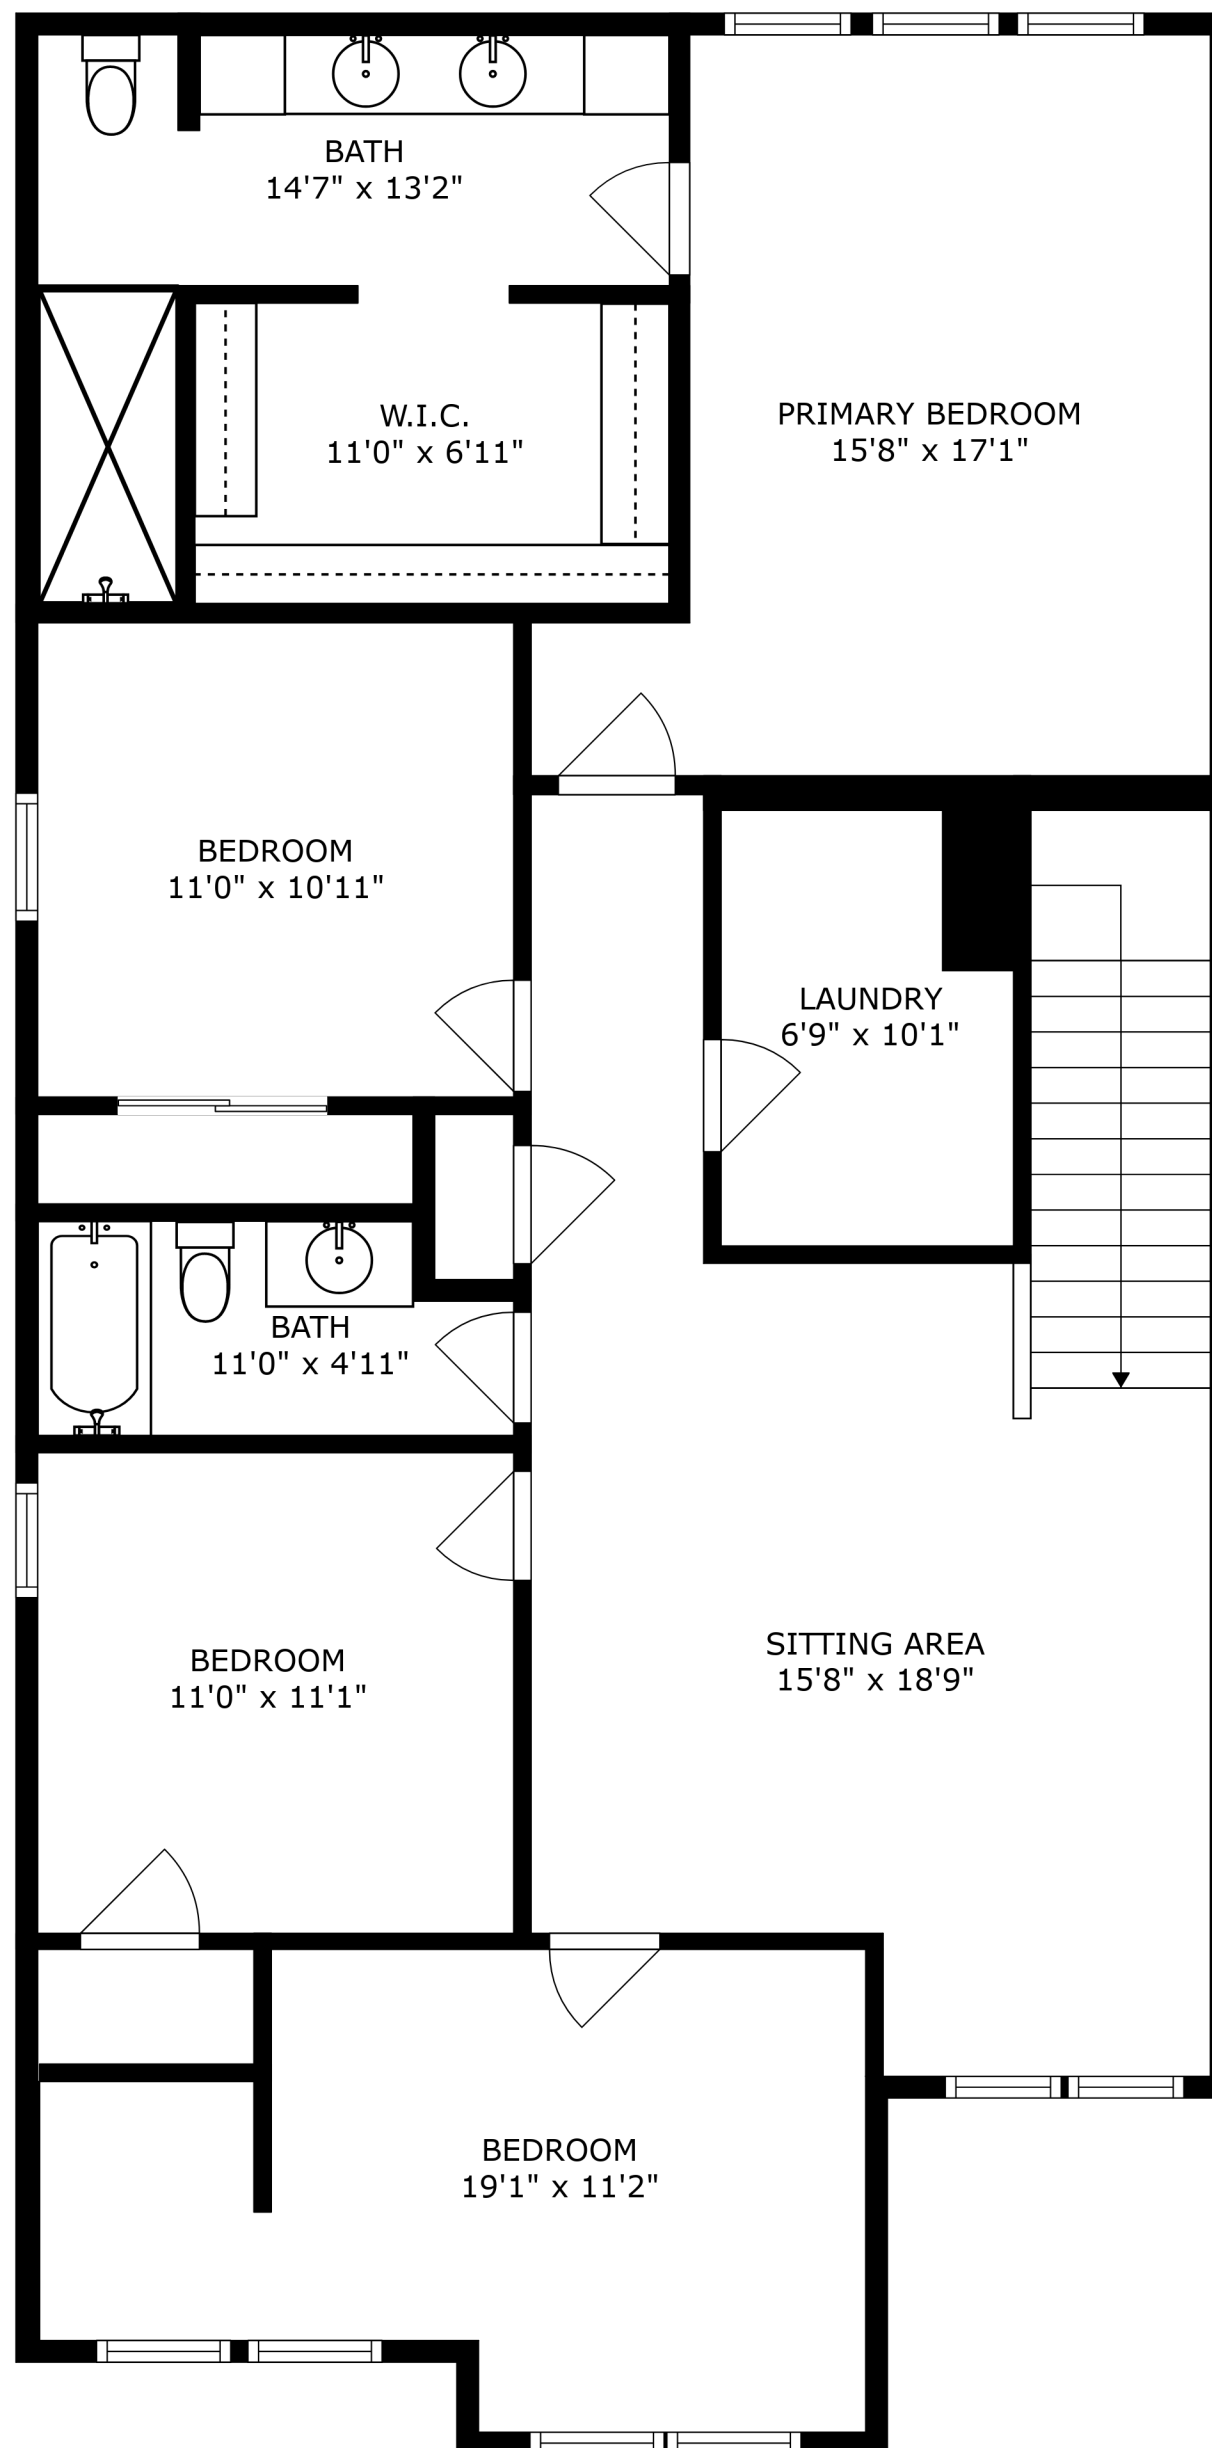 BATH
14'7" x 13'2"
W.I.C.
11'0" x 6'11"
PRIMARY BEDROOM
15'8" x 17'1"
BEDROOM
11'0" x 10'11"
LAUNDRY
6'9" x 10'1"
BATH
11'0" x 4'11"
BEDROOM
11'0" x 11'1"
SITTING AREA
15'8" x 18'9"
BEDROOM
19'1" x 11'2"